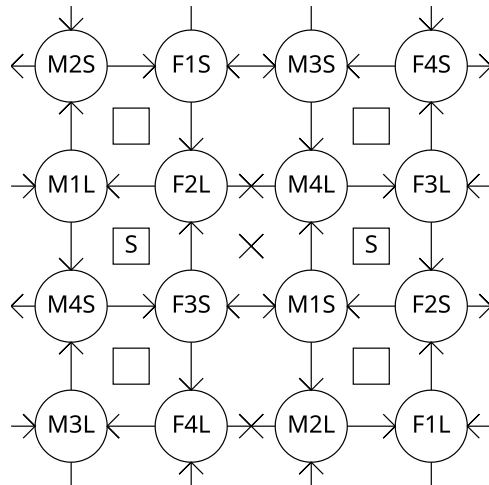 M2S F1S M3S F4S
M1L F2L M4L F3L
S S
M4S F3S M1S F2S
M3L F4L M2L F1L